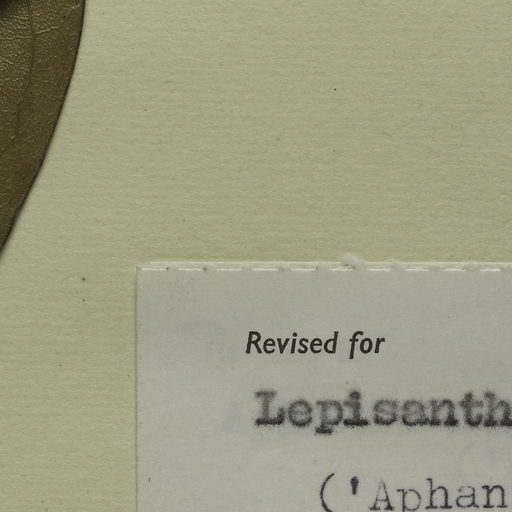 Revised for
Lepisanth
('Aphan